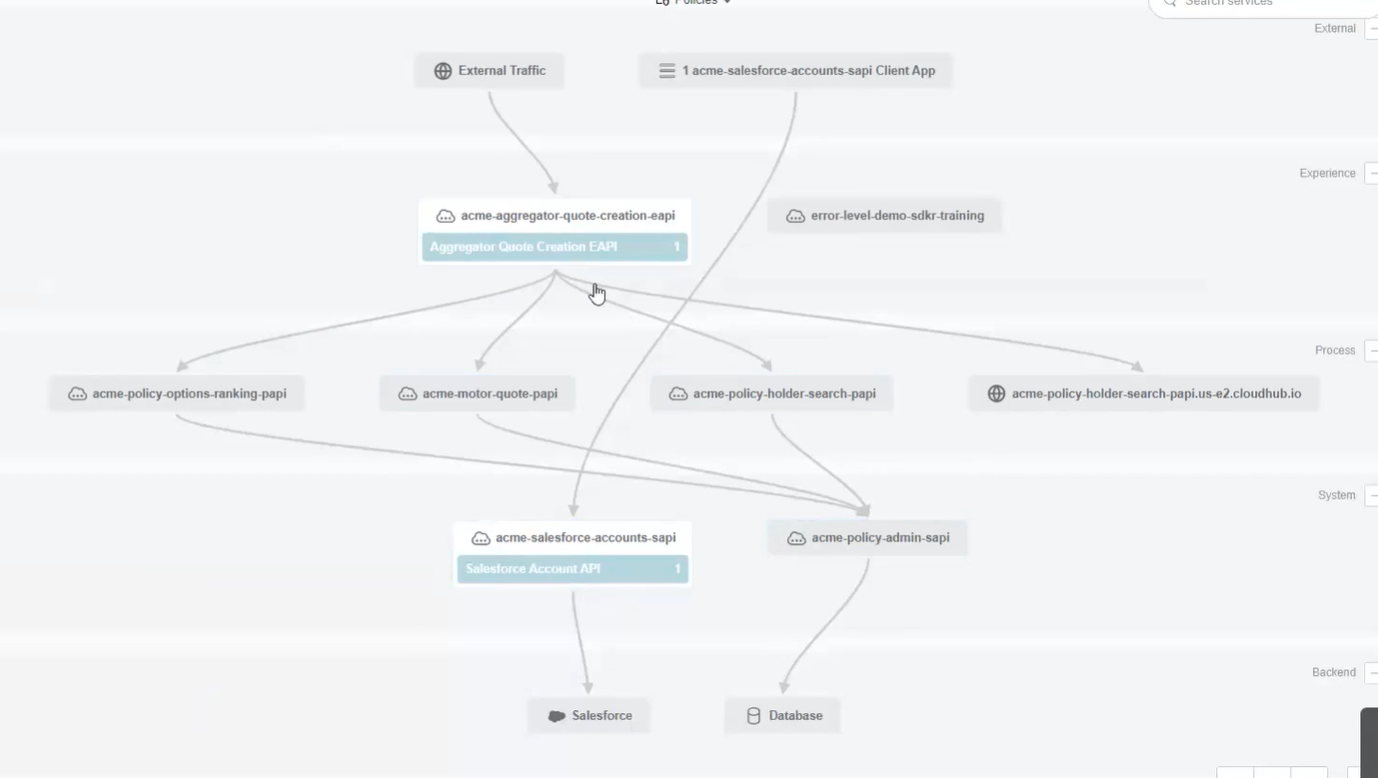 Policies
Search services
External
External Traffic
1 acme-salesforce-accounts-sapi Client App
Experience
acme-aggregator-quote-creation-eapi
Aggregator Quote Creation EAPI 1
error-level-demo-sdkr-training
Process
acme-policy-options-ranking-papi
acme-motor-quote-papi
acme-policy-holder-search-papi
acme-policy-holder-search-papi.us-e2.cloudhub.io
System
acme-salesforce-accounts-sapi
Salesforce Account API 1
acme-policy-admin-sapi
Backend
Salesforce
Database